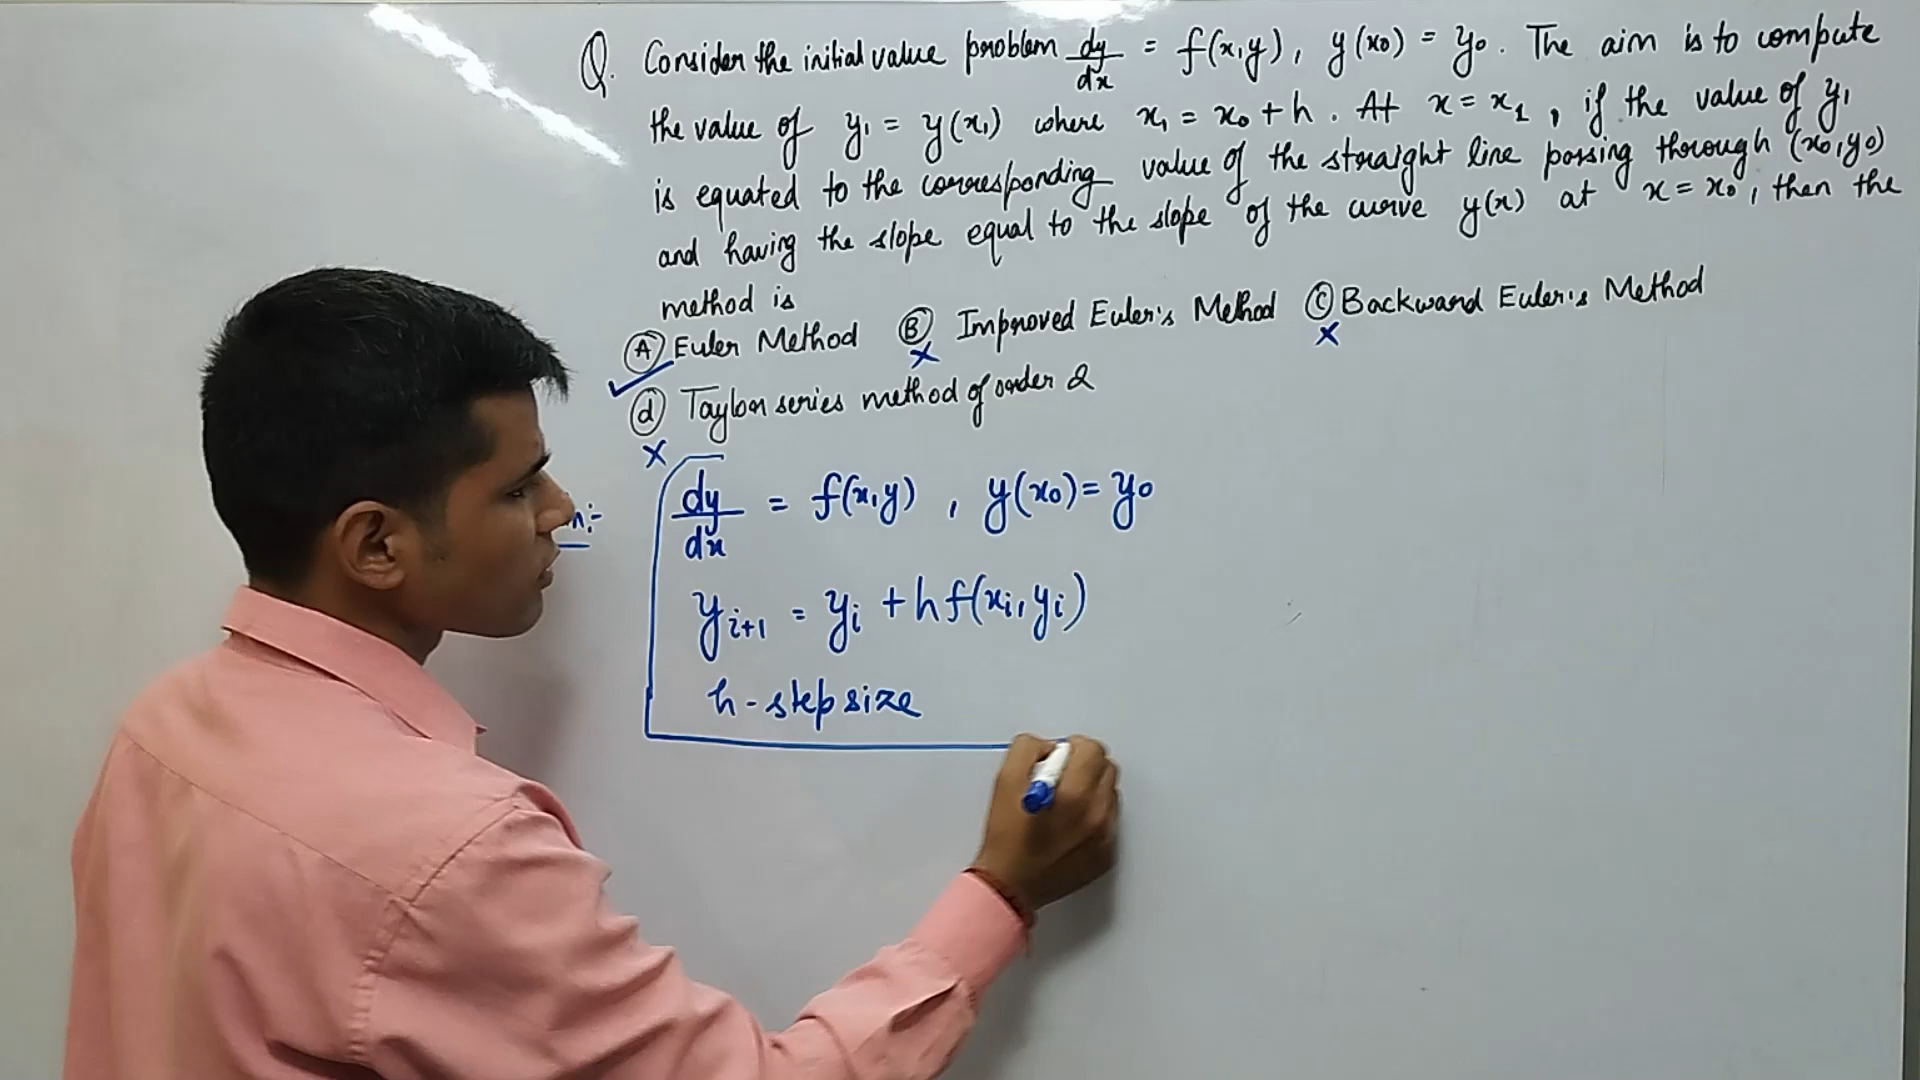 Q. Consider the initial value problem dy/dx = f(x,y), y(x0) = y0. The aim is to compute
the value of y1 = y(x1) where x1 = x0 + h. At x = x1, if the value of y1
is equated to the corresponding value of the straight line passing through (x0,y0)
and having the slope equal to the slope of the curve y(x) at x = x0, then the
method is
(A) Euler Method (B) Improved Euler's Method (C) Backward Euler's Method
(d) Taylor series method of order 2
dy/dx = f(x,y), y(x0) = y0
yi+1 = yi + hf(xi,yi)
h - step size